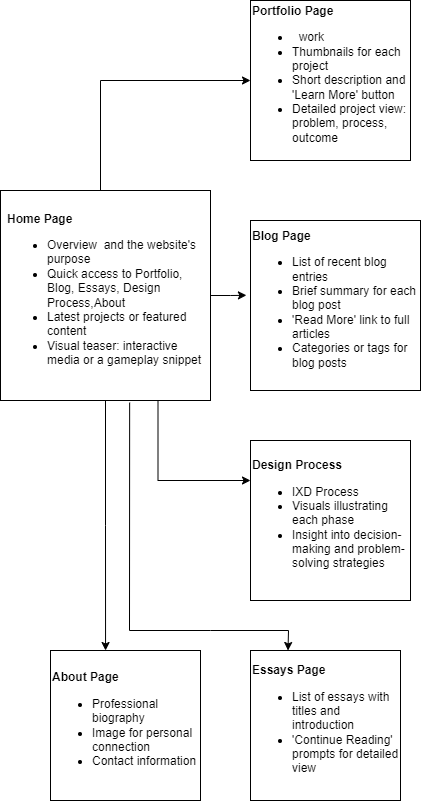 Portfolio Page
work
Thumbnails for each
project
Short description and
'Learn More' button
Detailed project view:
problem, process,
outcome
Home Page
Overview  and the website's
purpose
Quick access to Portfolio,
Blog, Essays, Design
Process,About
Latest projects or featured
content
Visual teaser: interactive
media or a gameplay snippet
Blog Page
List of recent blog
entries
Brief summary for each
blog post
'Read More' link to full
articles
Categories or tags for
blog posts
Design Process
IXD Process
Visuals illustrating
each phase
Insight into decision-
making and problem-
solving strategies
About Page
Professional
biography
Image for personal
connection
Contact information
Essays Page
List of essays with
titles and
introduction
'Continue Reading'
prompts for detailed
view